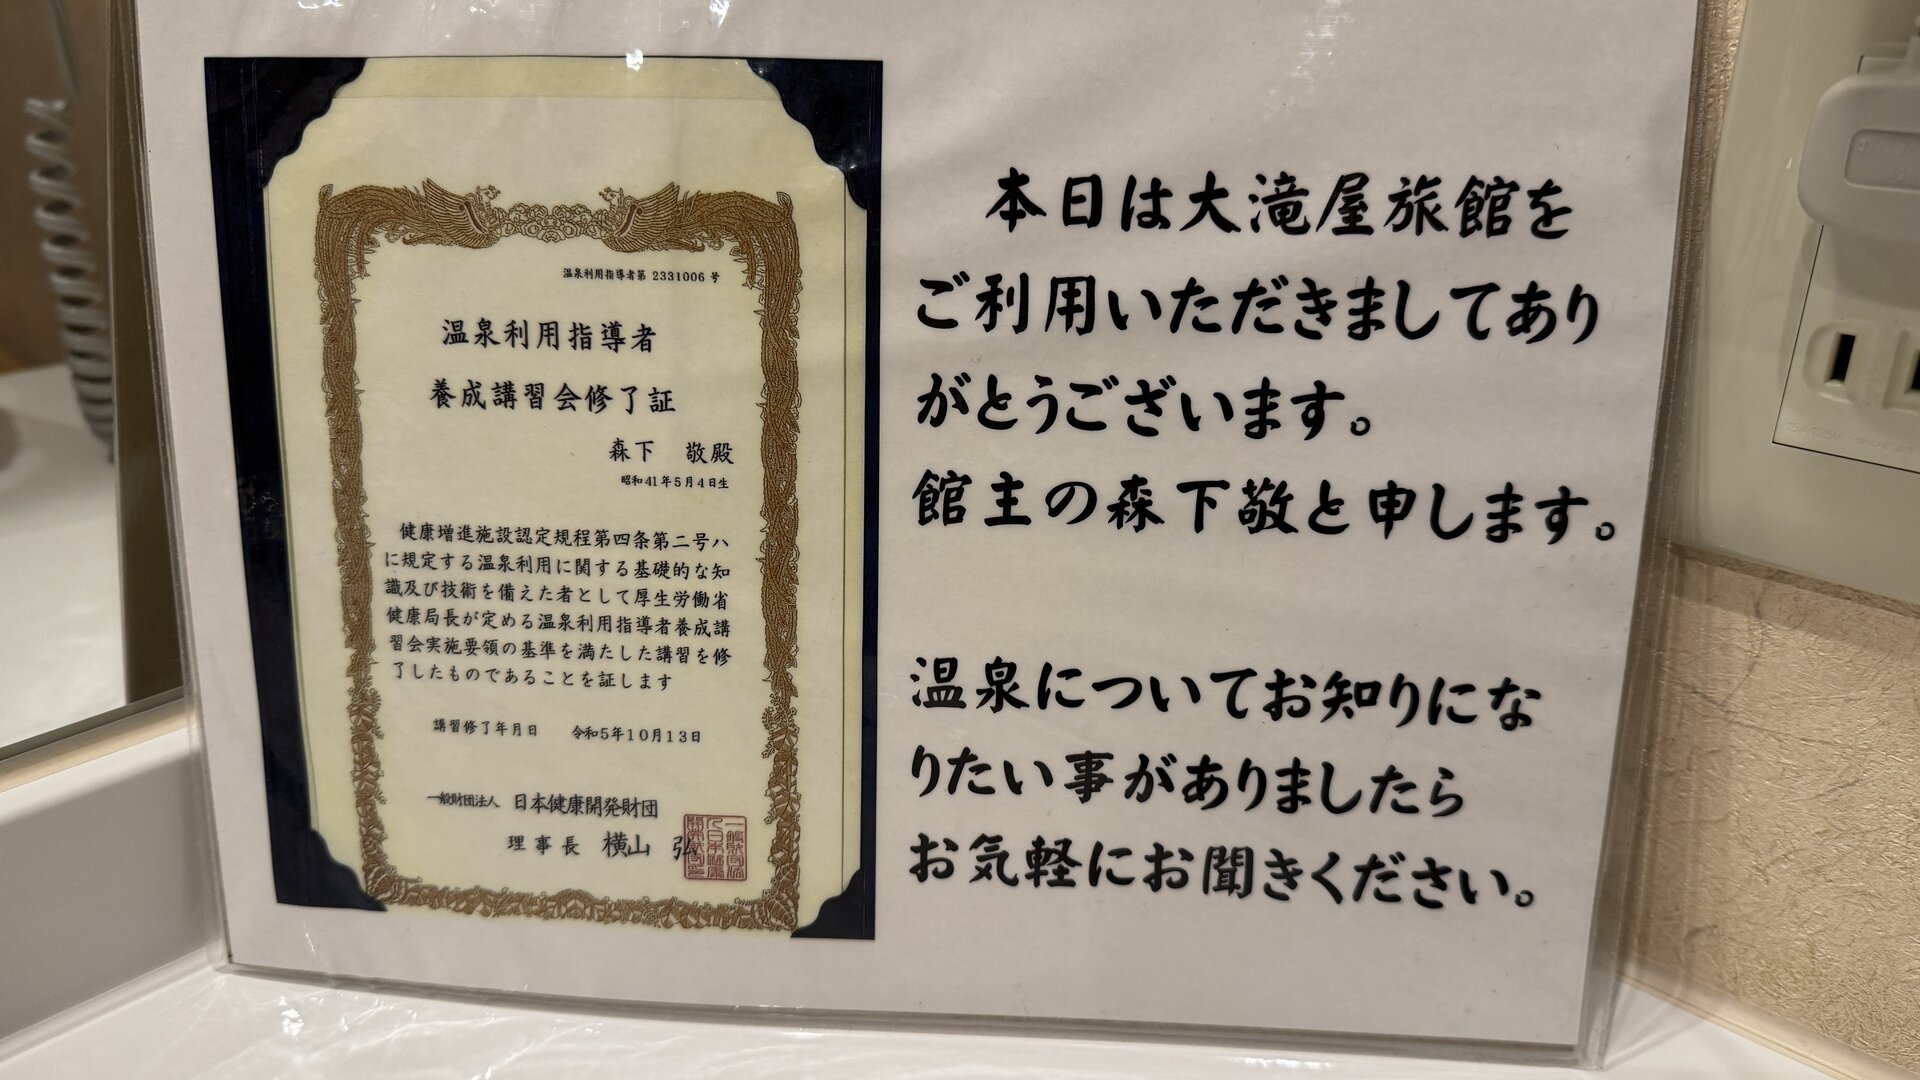 温泉利用指導者第 2331006 号
温泉利用指導者
養成講習会修了証
森下 敬殿
昭和41年5月4日生
健康増進施設認定規程第四条第二号ハ
に規定する温泉利用に関する基礎的な知
識及び技術を備えた者として厚生労働省
健康局長が定める温泉利用指導者養成講
習会実施要領の基準を満たした講習を修
了したものであることを証します
講習修了年月日 令和5年10月13日
一般財団法人 日本健康開発財団
理事長 横山 弘
本日は大滝屋旅館を
ご利用いただきましてあり
がとうございます。
館主の森下敬と申します。
温泉についてお知りにな
りたい事がありましたら
お気軽にお聞きください。